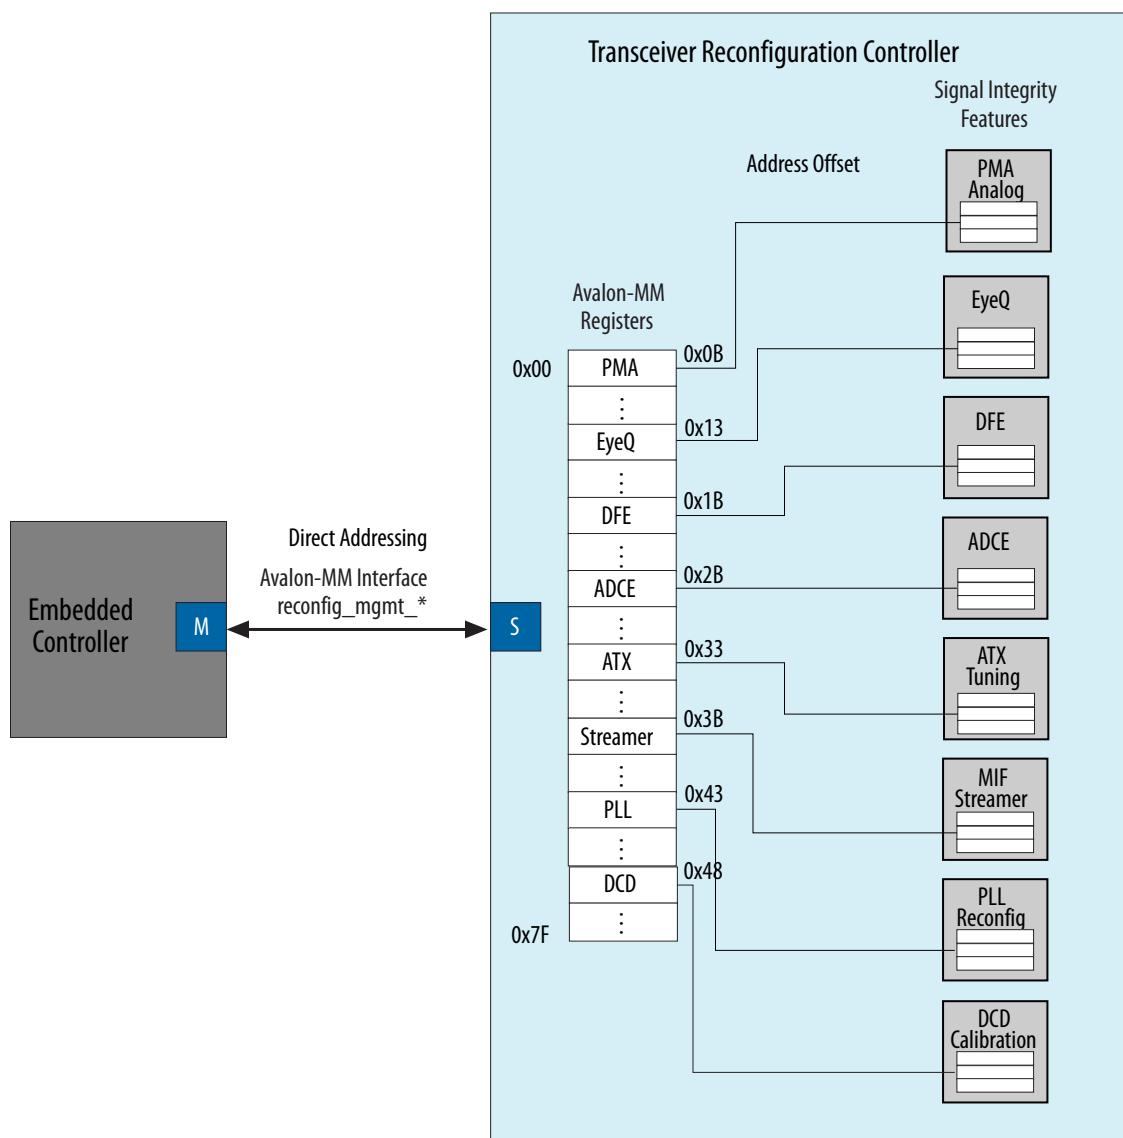 Transceiver Reconfiguration Controller
Signal Integrity
Features
Address Offset
PMA
Analog
EyeQ
DFE
ADCE
ATX
Tuning
MIF
Streamer
PLL
Reconfig
DCD
Calibration
Avalon-MM
Registers
0x00
PMA
0x0B
⋮
EyeQ
0x13
⋮
DFE
0x1B
⋮
ADCE
0x2B
⋮
ATX
0x33
⋮
Streamer
0x3B
⋮
PLL
0x43
⋮
DCD
0x48
⋮
0x7F
Embedded
Controller
M
Direct Addressing
Avalon-MM Interface
reconfig_mgmt_*
S